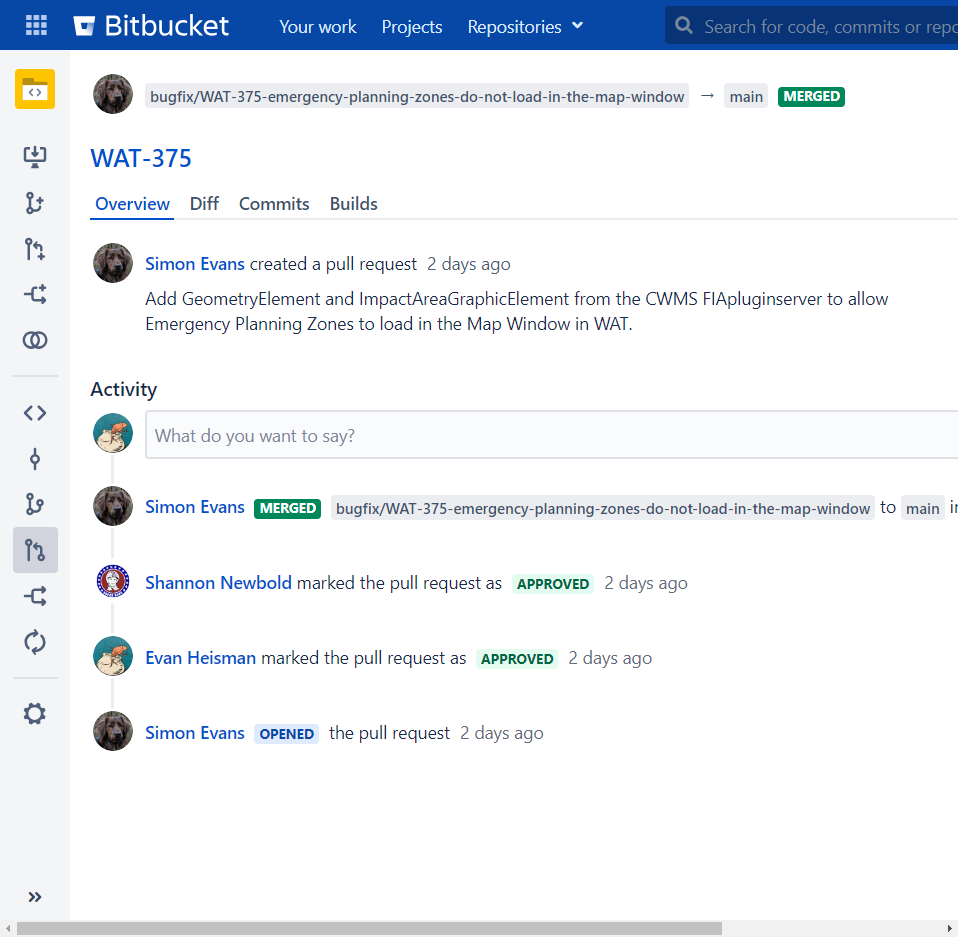 Bitbucket Your work Projects Repositories Search for code, commits or repo
bugfix/WAT-375-emergency-planning-zones-do-not-load-in-the-map-window → main MERGED
WAT-375
Overview Diff Commits Builds
Simon Evans created a pull request 2 days ago
Add GeometryElement and ImpactAreaGraphicElement from the CWMS FIApluginserver to allow
Emergency Planning Zones to load in the Map Window in WAT.
Activity
What do you want to say?
Simon Evans MERGED bugfix/WAT-375-emergency-planning-zones-do-not-load-in-the-map-window to main in
Shannon Newbold marked the pull request as APPROVED 2 days ago
Evan Heisman marked the pull request as APPROVED 2 days ago
Simon Evans OPENED the pull request 2 days ago